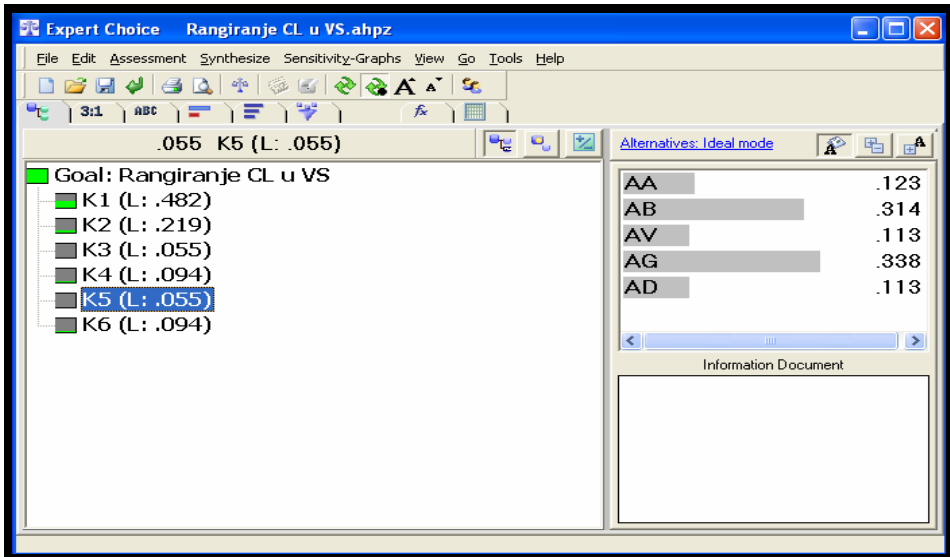 Expert Choice Rangiranje CL u VS.ahpz
File Edit Assessment Synthesize Sensitivity-Graphs View Go Tools Help
3:1 ABC fx
.055 K5 (L: .055)
Alternatives: Ideal mode
Goal: Rangiranje CL u VS
K1 (L: .482)
K2 (L: .219)
K3 (L: .055)
K4 (L: .094)
K5 (L: .055)
K6 (L: .094)
AA .123
AB .314
AV .113
AG .338
AD .113
Information Document